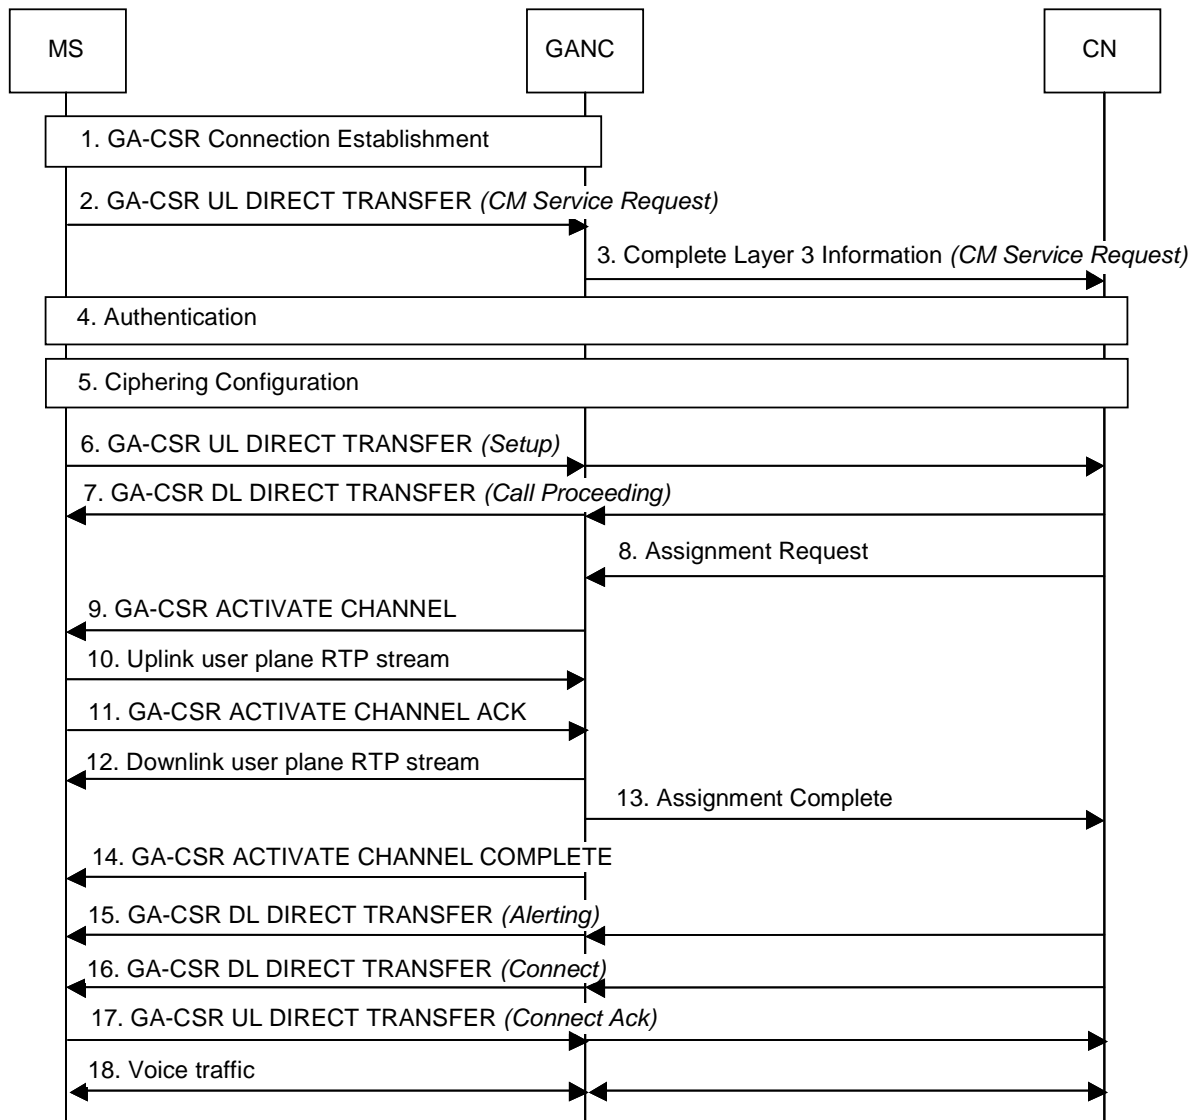 MS
GANC
CN
1. GA-CSR Connection Establishment
2. GA-CSR UL DIRECT TRANSFER (CM Service Request)
3. Complete Layer 3 Information (CM Service Request)
4. Authentication
5. Ciphering Configuration
6. GA-CSR UL DIRECT TRANSFER (Setup)
7. GA-CSR DL DIRECT TRANSFER (Call Proceeding)
8. Assignment Request
9. GA-CSR ACTIVATE CHANNEL
10. Uplink user plane RTP stream
11. GA-CSR ACTIVATE CHANNEL ACK
12. Downlink user plane RTP stream
13. Assignment Complete
14. GA-CSR ACTIVATE CHANNEL COMPLETE
15. GA-CSR DL DIRECT TRANSFER (Alerting)
16. GA-CSR DL DIRECT TRANSFER (Connect)
17. GA-CSR UL DIRECT TRANSFER (Connect Ack)
18. Voice traffic